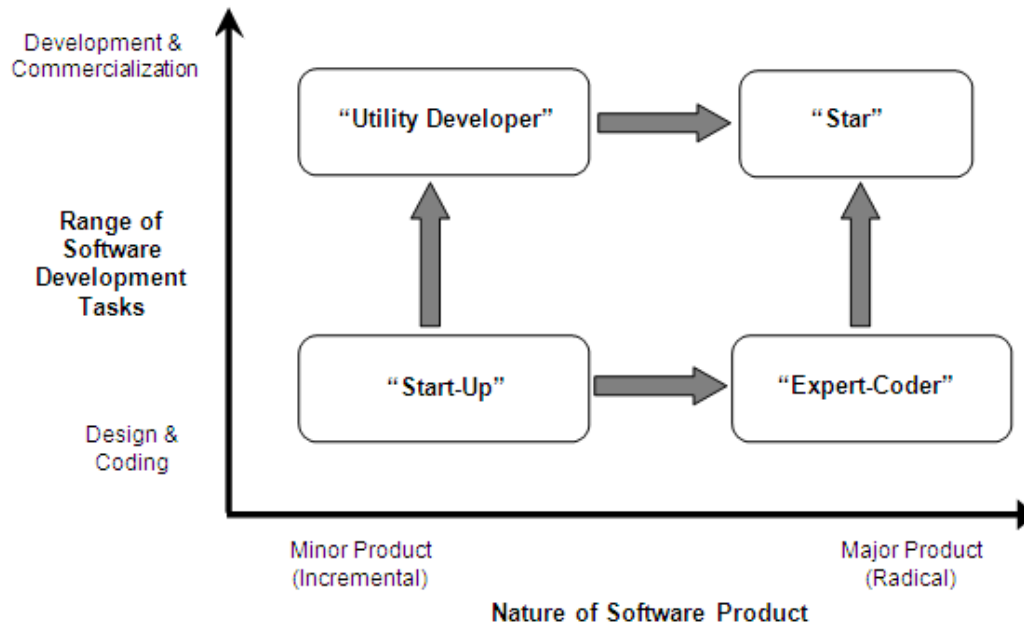 Development &
Commercialization
“Utility Developer”
“Star”
Range of
Software
Development
Tasks
“Start-Up”
“Expert-Coder”
Design &
Coding
Minor Product
(Incremental)
Major Product
(Radical)
Nature of Software Product